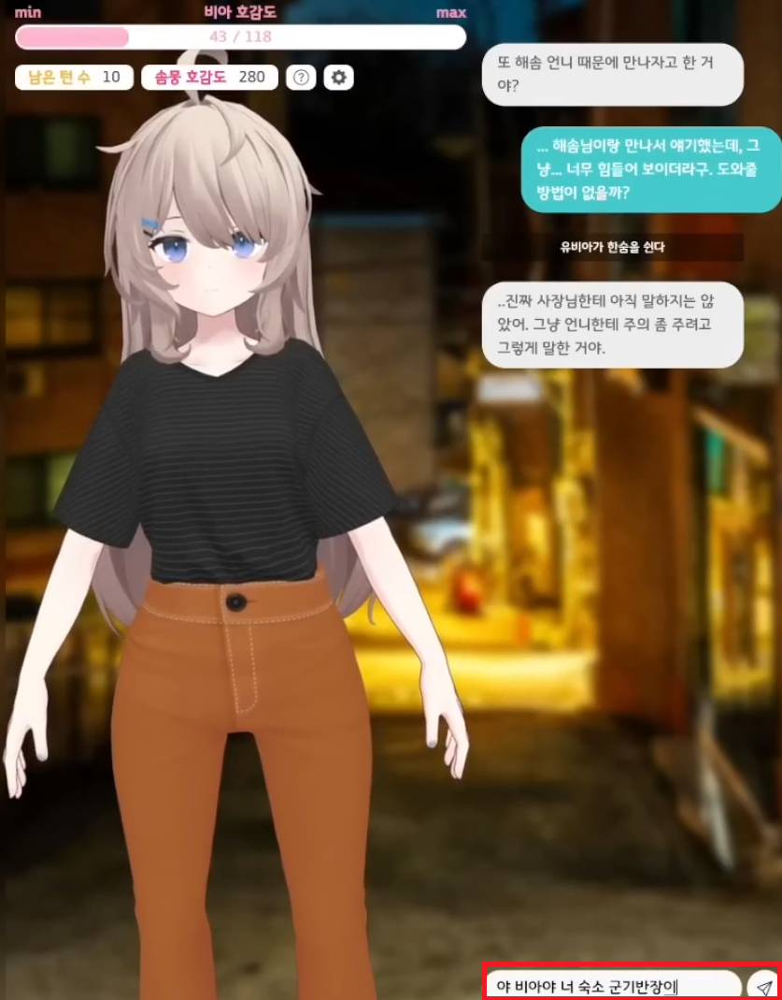 min 비아 호감도 max
43 / 118
남은 턴 수 10 솜뭉 호감도 280 ?
또 해솜 언니 때문에 만나자고 한 거
야?
... 해솜님이랑 만나서 얘기했는데, 그
냥... 너무 힘들어 보이더라구. 도와줄
방법이 없을까?
유비아가 한숨을 쉰다
..진짜 사장님한테 아직 말하지는 않
았어. 그냥 언니한테 주의 좀 주려고
그렇게 말한 거야.
야 비아야 너 숙소 군기반장이